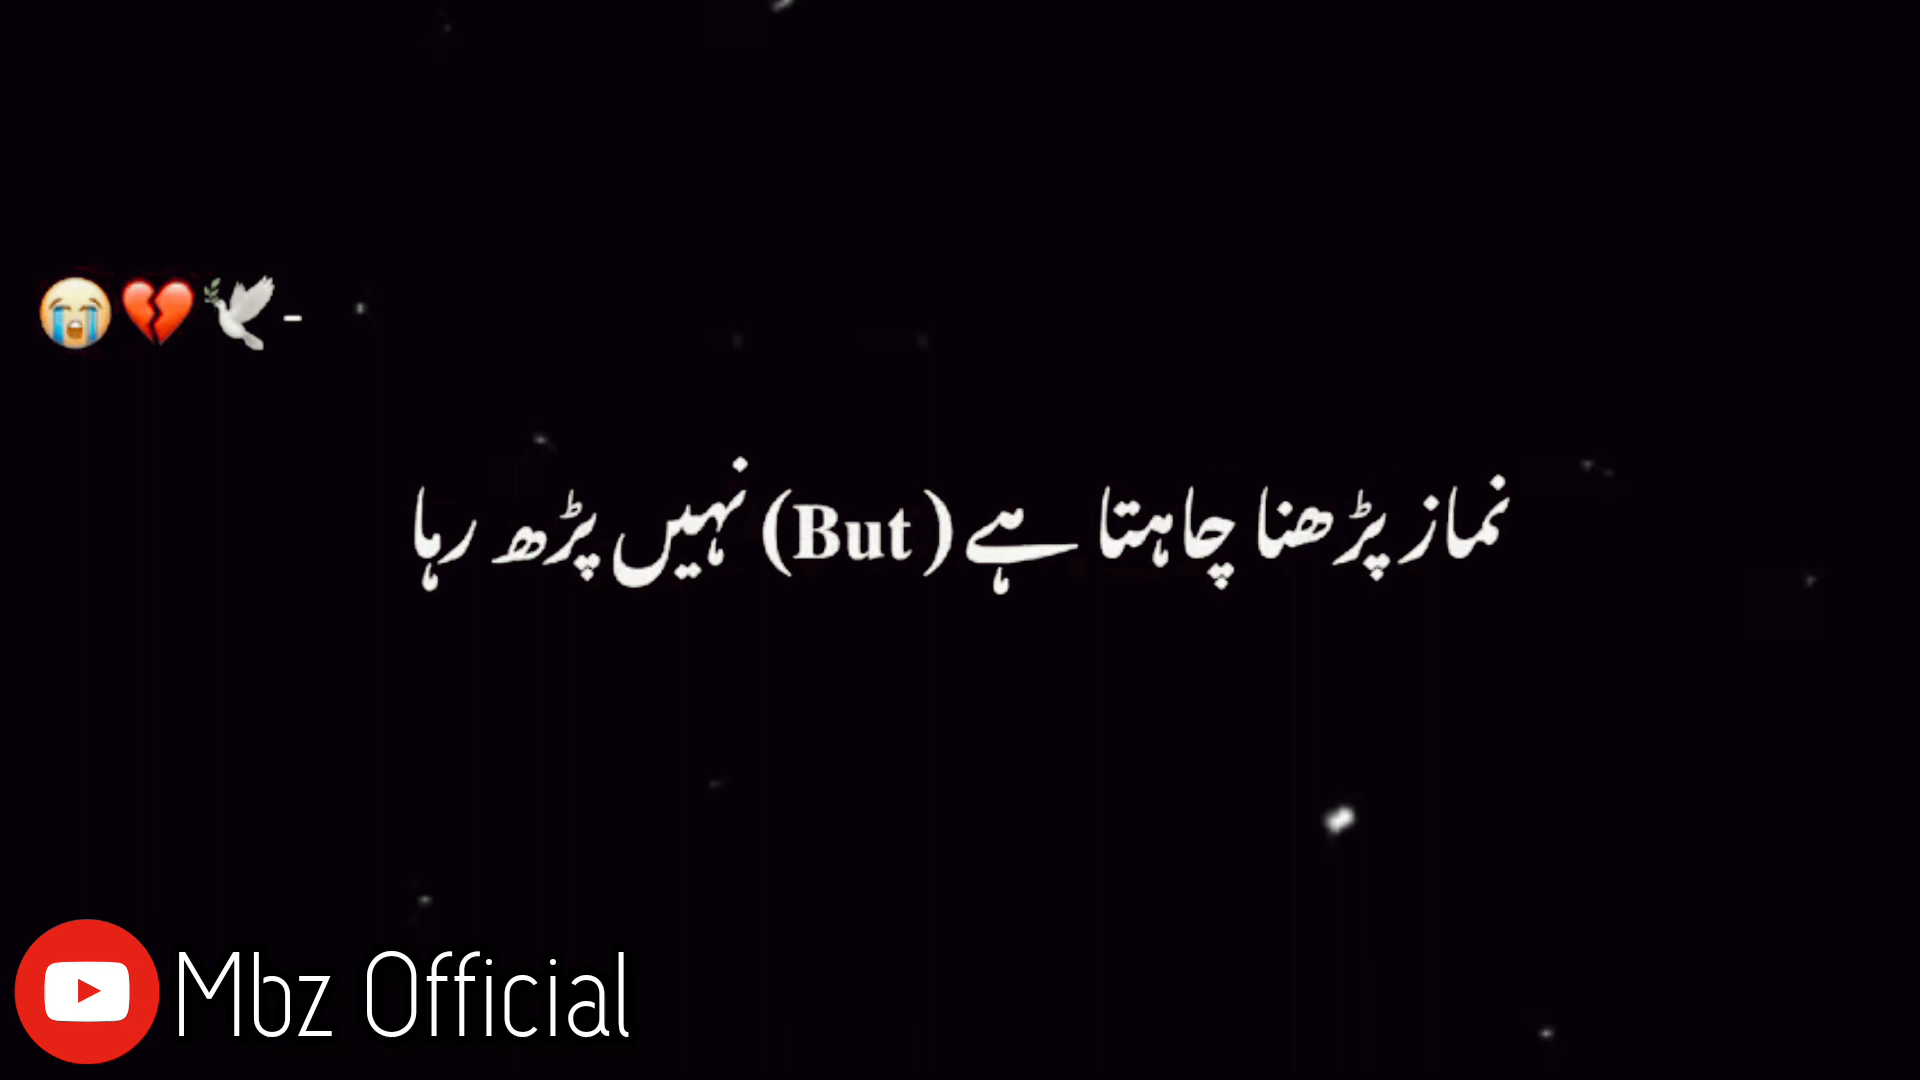 😭💔🕊️-
نماز پڑھنا چاہتا ہے (But) نہیں پڑھ رہا
Mbz Official